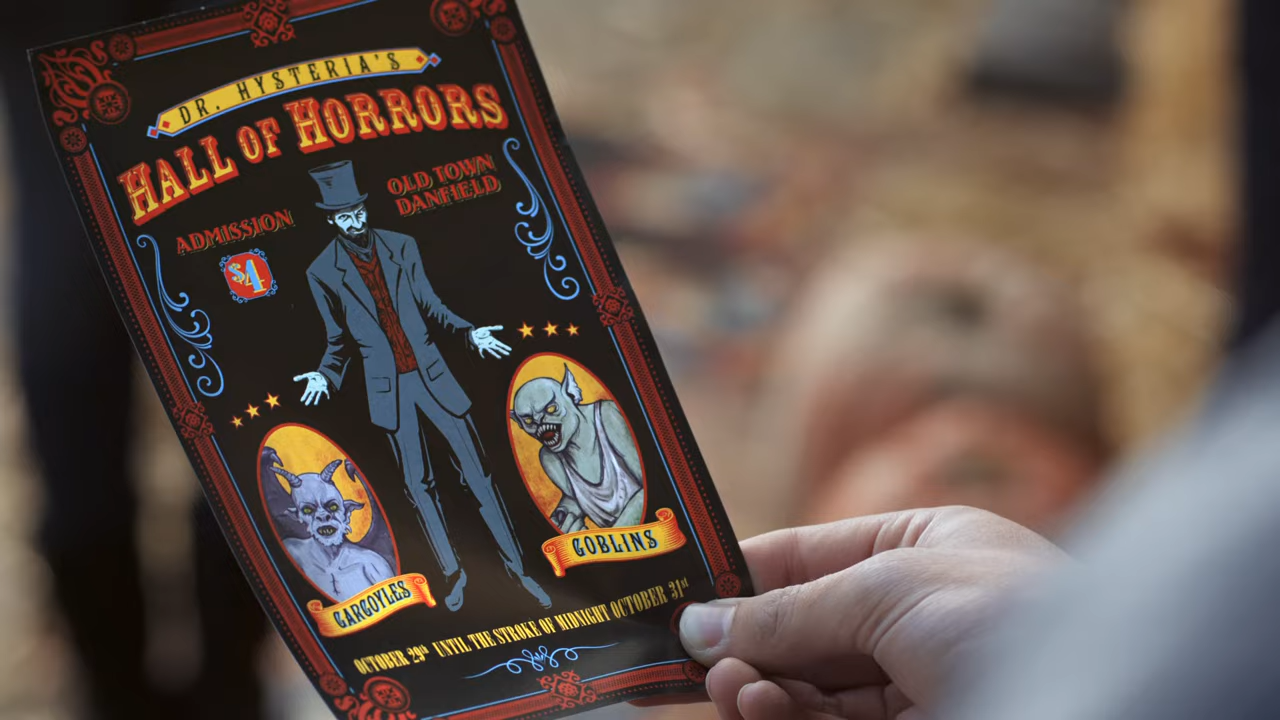 DR. HYSTERIA'S
HALL OF HORRORS
ADMISSION
$4
OLD TOWN
DANFIELD
GARGOYLES
GOBLINS
OCTOBER 29th UNTIL THE STROKE OF MIDNIGHT OCTOBER 31st